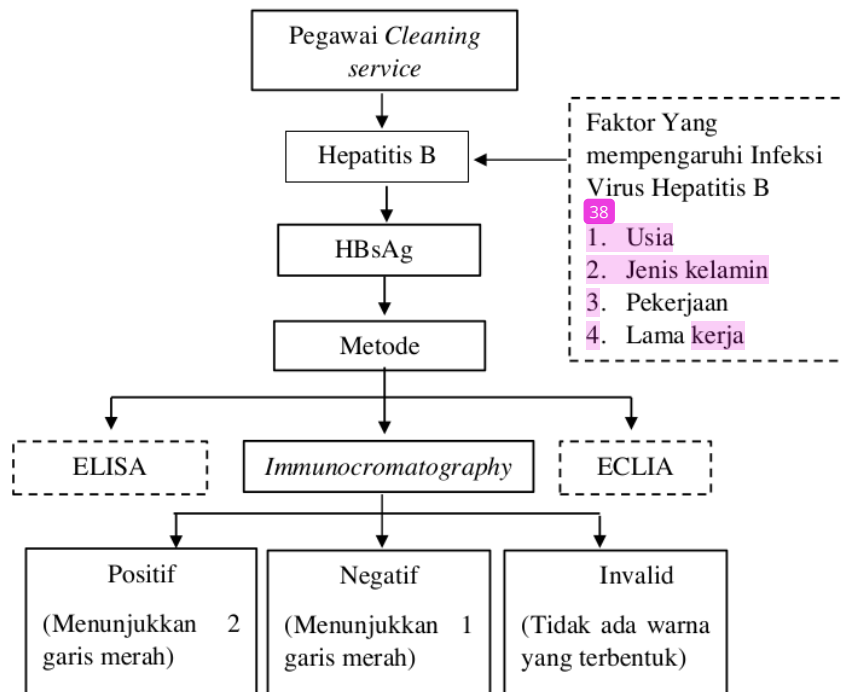 Pegawai Cleaning
service
Hepatitis B
Faktor Yang
mempengaruhi Infeksi
Virus Hepatitis B
38
1. Usia
2. Jenis kelamin
3. Pekerjaan
4. Lama kerja
HBsAg
Metode
ELISA
Immunocromatography
ECLIA
Positif
(Menunjukkan 2
garis merah)
Negatif
(Menunjukkan 1
garis merah)
Invalid
(Tidak ada warna
yang terbentuk)